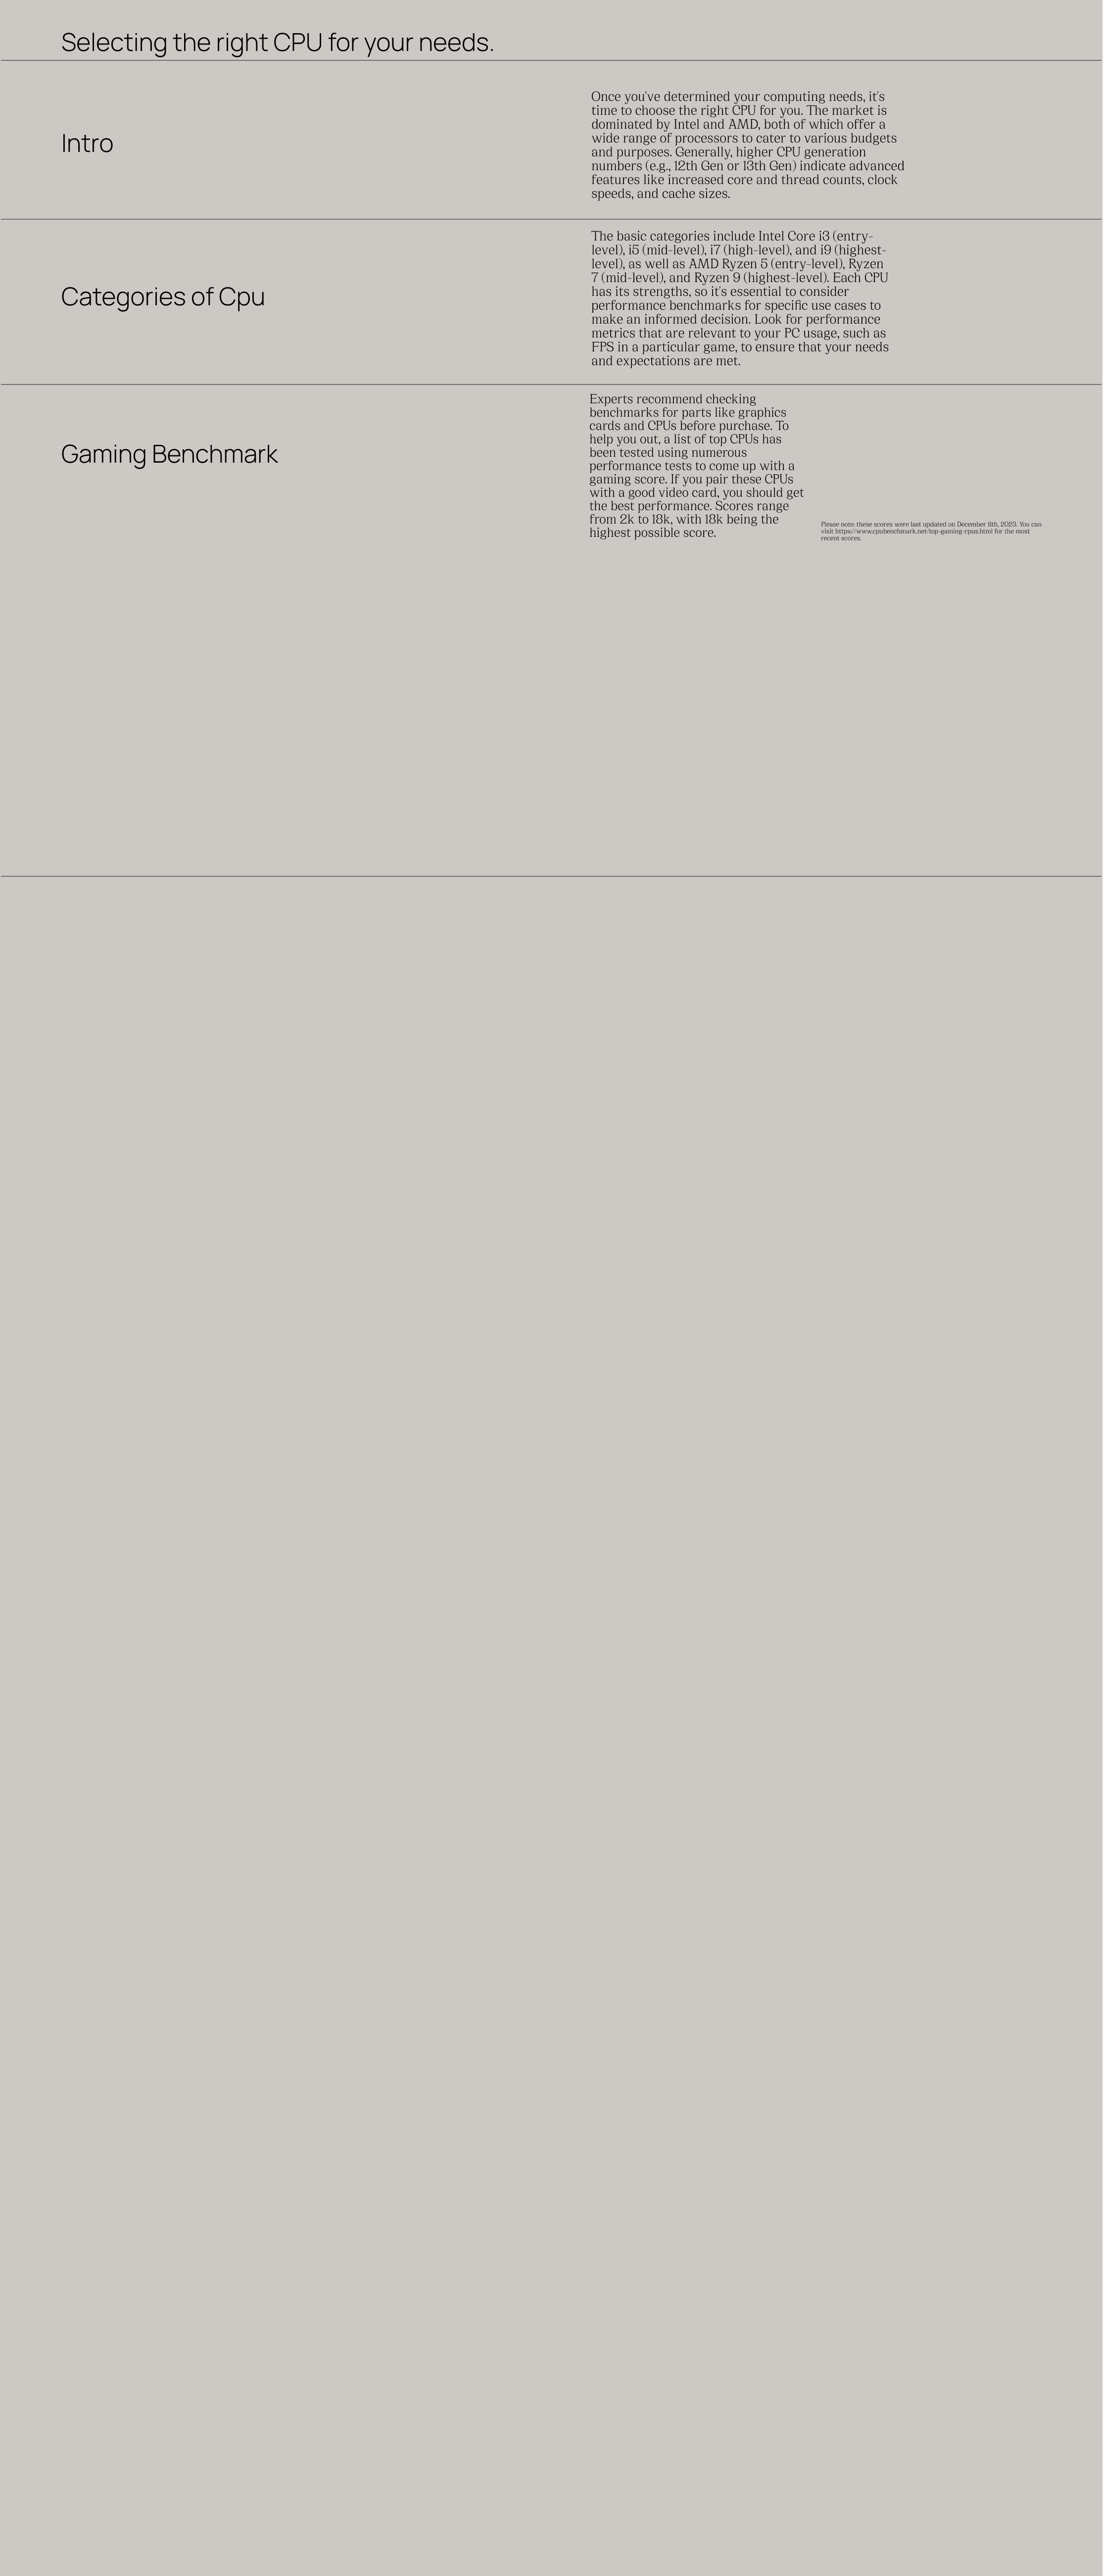 Selecting the right CPU for your needs.
Intro
Once you've determined your computing needs, it's
time to choose the right CPU for you. The market is
dominated by Intel and AMD, both of which offer a
wide range of processors to cater to various budgets
and purposes. Generally, higher CPU generation
numbers (e.g., 12th Gen or 13th Gen) indicate advanced
features like increased core and thread counts, clock
speeds, and cache sizes.
Categories of Cpu
The basic categories include Intel Core i3 (entry-
level), i5 (mid-level), i7 (high-level), and i9 (highest-
level), as well as AMD Ryzen 5 (entry-level), Ryzen
7 (mid-level), and Ryzen 9 (highest-level). Each CPU
has its strengths, so it's essential to consider
performance benchmarks for specific use cases to
make an informed decision. Look for performance
metrics that are relevant to your PC usage, such as
FPS in a particular game, to ensure that your needs
and expectations are met.
Gaming Benchmark
Experts recommend checking
benchmarks for parts like graphics
cards and CPUs before purchase. To
help you out, a list of top CPUs has
been tested using numerous
performance tests to come up with a
gaming score. If you pair these CPUs
with a good video card, you should get
the best performance. Scores range
from 2k to 18k, with 18k being the
highest possible score.
Please note: these scores were last updated on December 11th, 2023. You can
visit https://www.cpubenchmark.net/top-gaming-cpus.html for the most
recent scores.